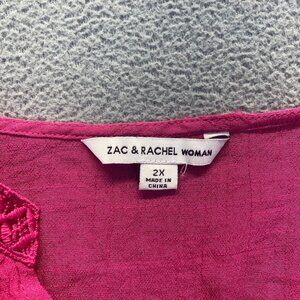 ZAC & RACHEL WOMAN
2X
MADE IN
CHINA